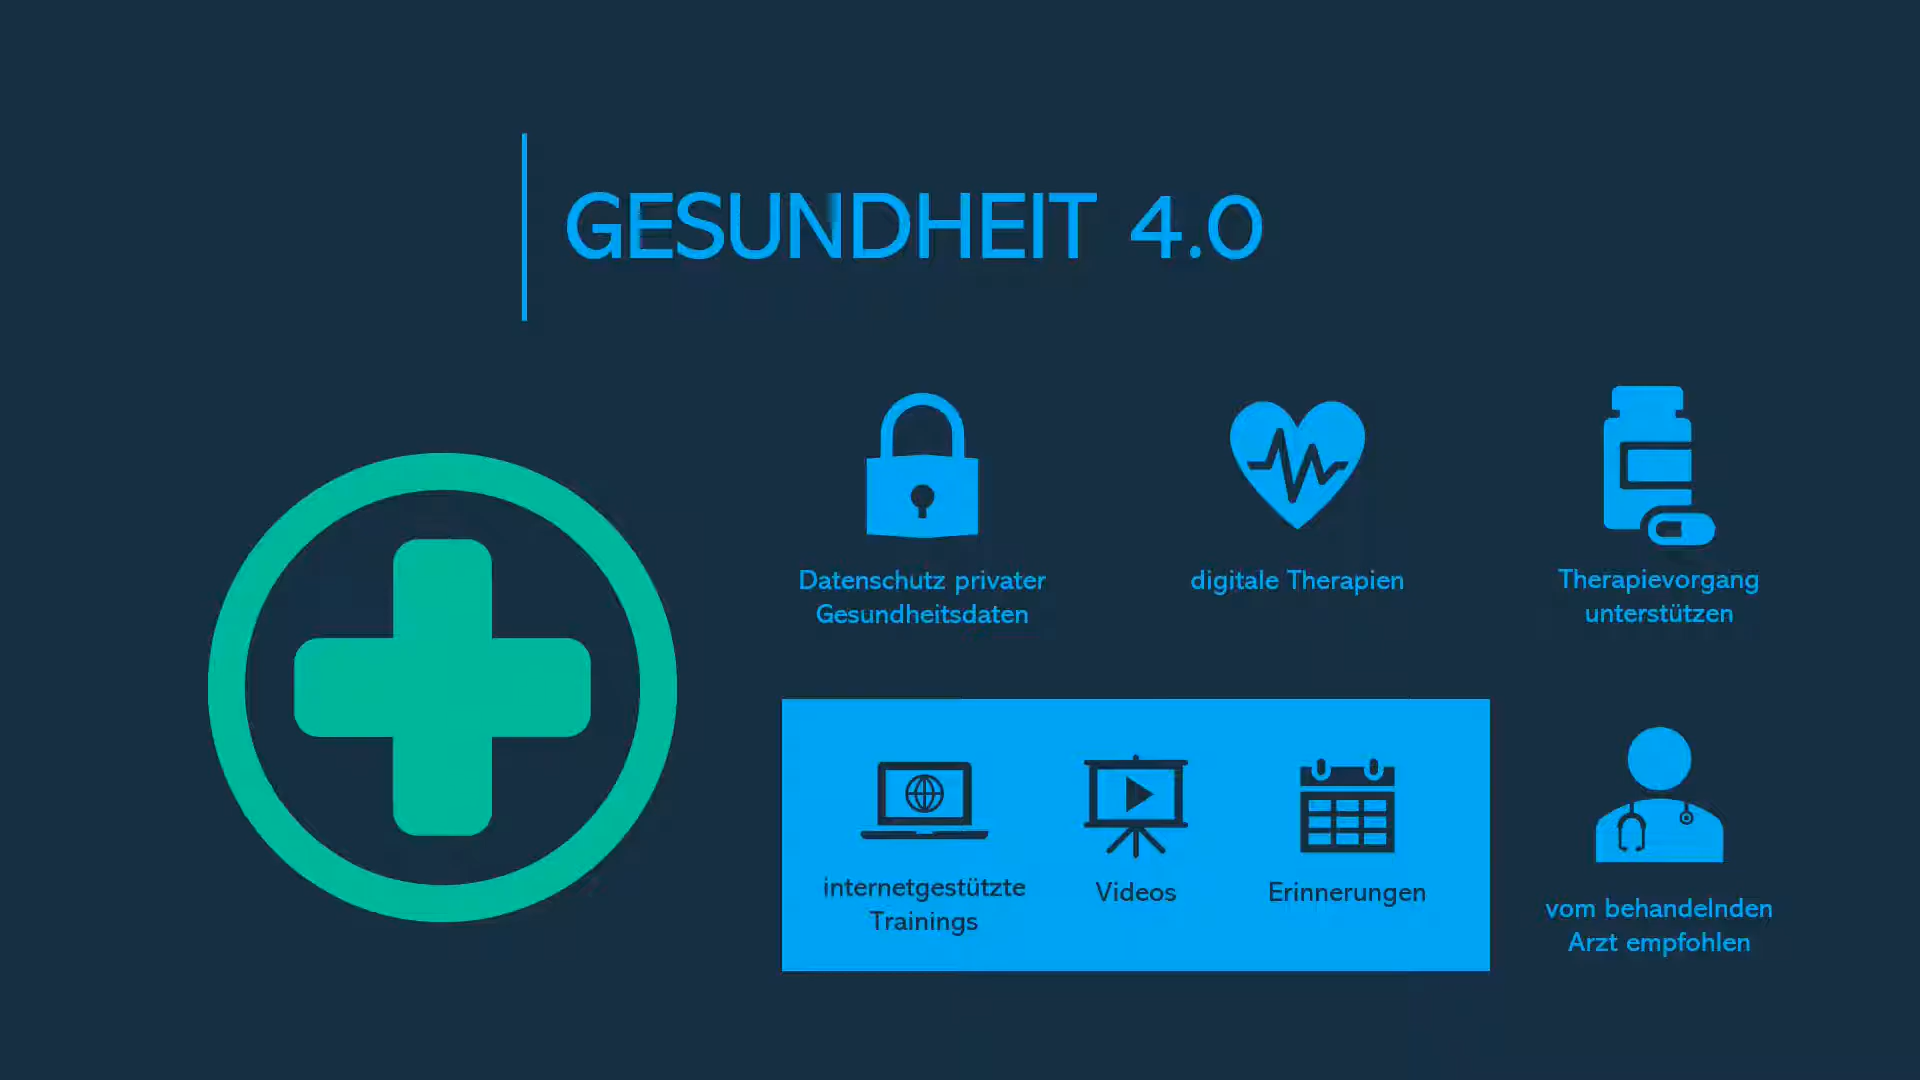 GESUNDHEIT 4.0
Datenschutz privater
Gesundheitsdaten
digitale Therapien
Therapievorgang
unterstützen
internetgestützte
Trainings
Videos
Erinnerungen
vom behandelnden
Arzt empfohlen